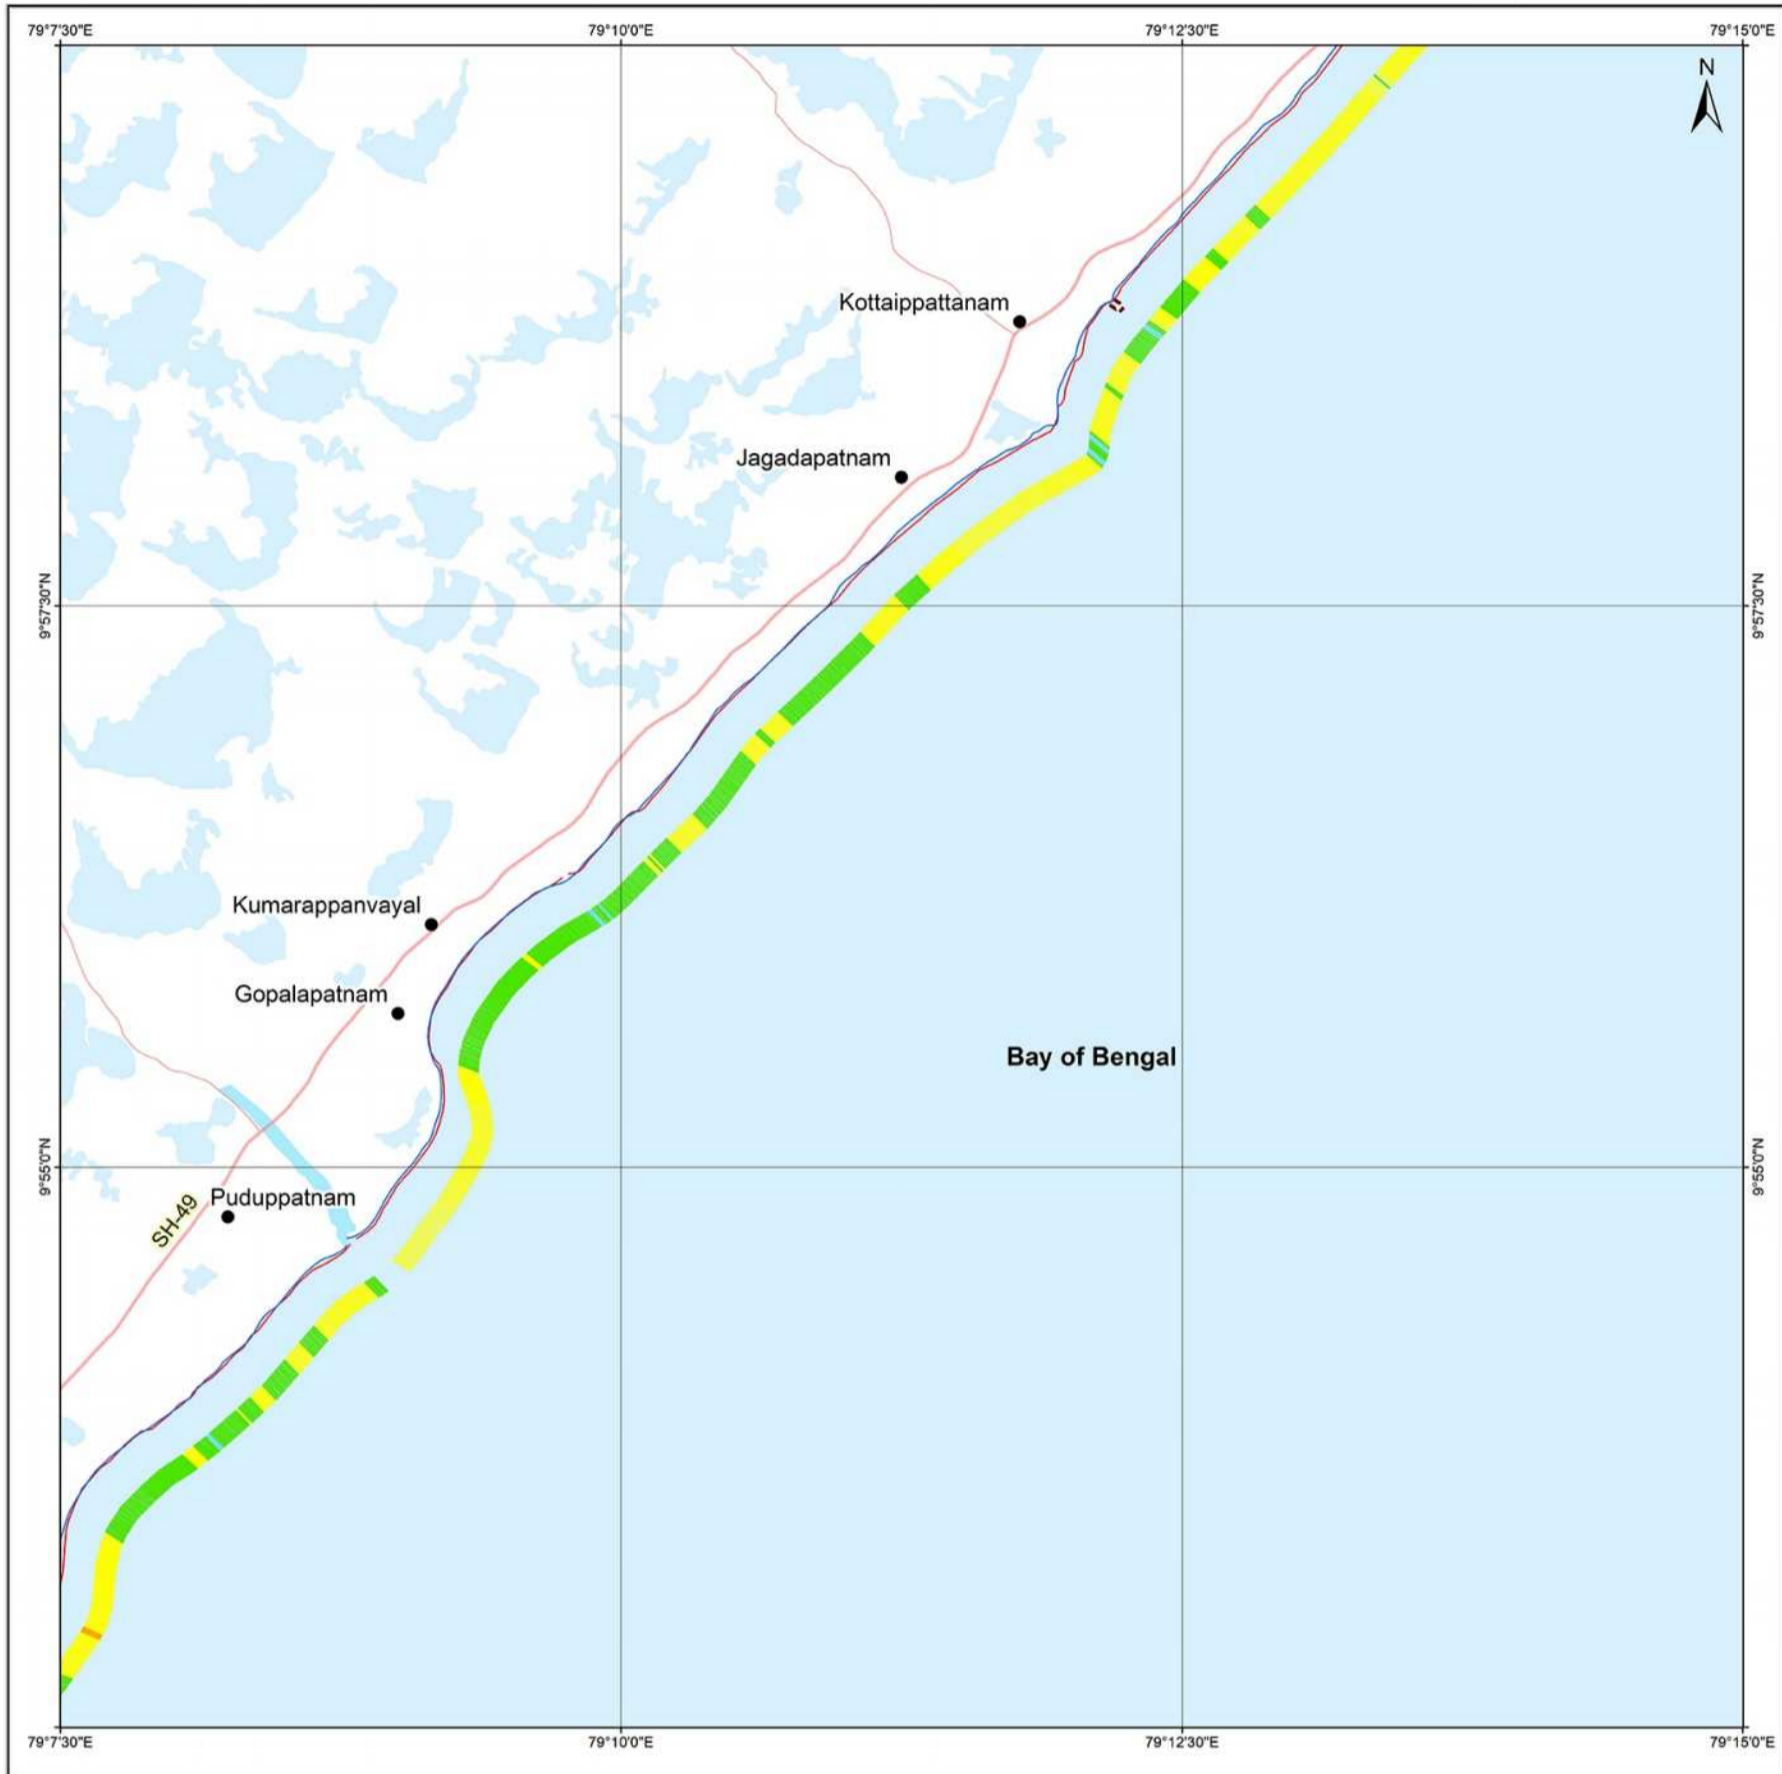 79°7'30"E
79°10'0"E
79°12'30"E
79°15'0"E
N
Kottaippattanam
Jagadapatnam
9°57'30"N
9°57'30"N
Kumarappanvayal
Gopalapatnam
Bay of Bengal
9°55'0"N
9°55'0"N
Puduppatnam
SH-49
79°7'30"E
79°10'0"E
79°12'30"E
79°15'0"E